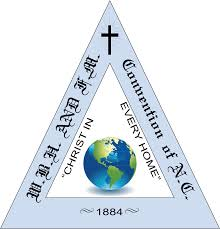 W.B.H. AND F.M.
Convention of N.C.
"CHRIST IN
EVERY HOME"
~ 1884 ~